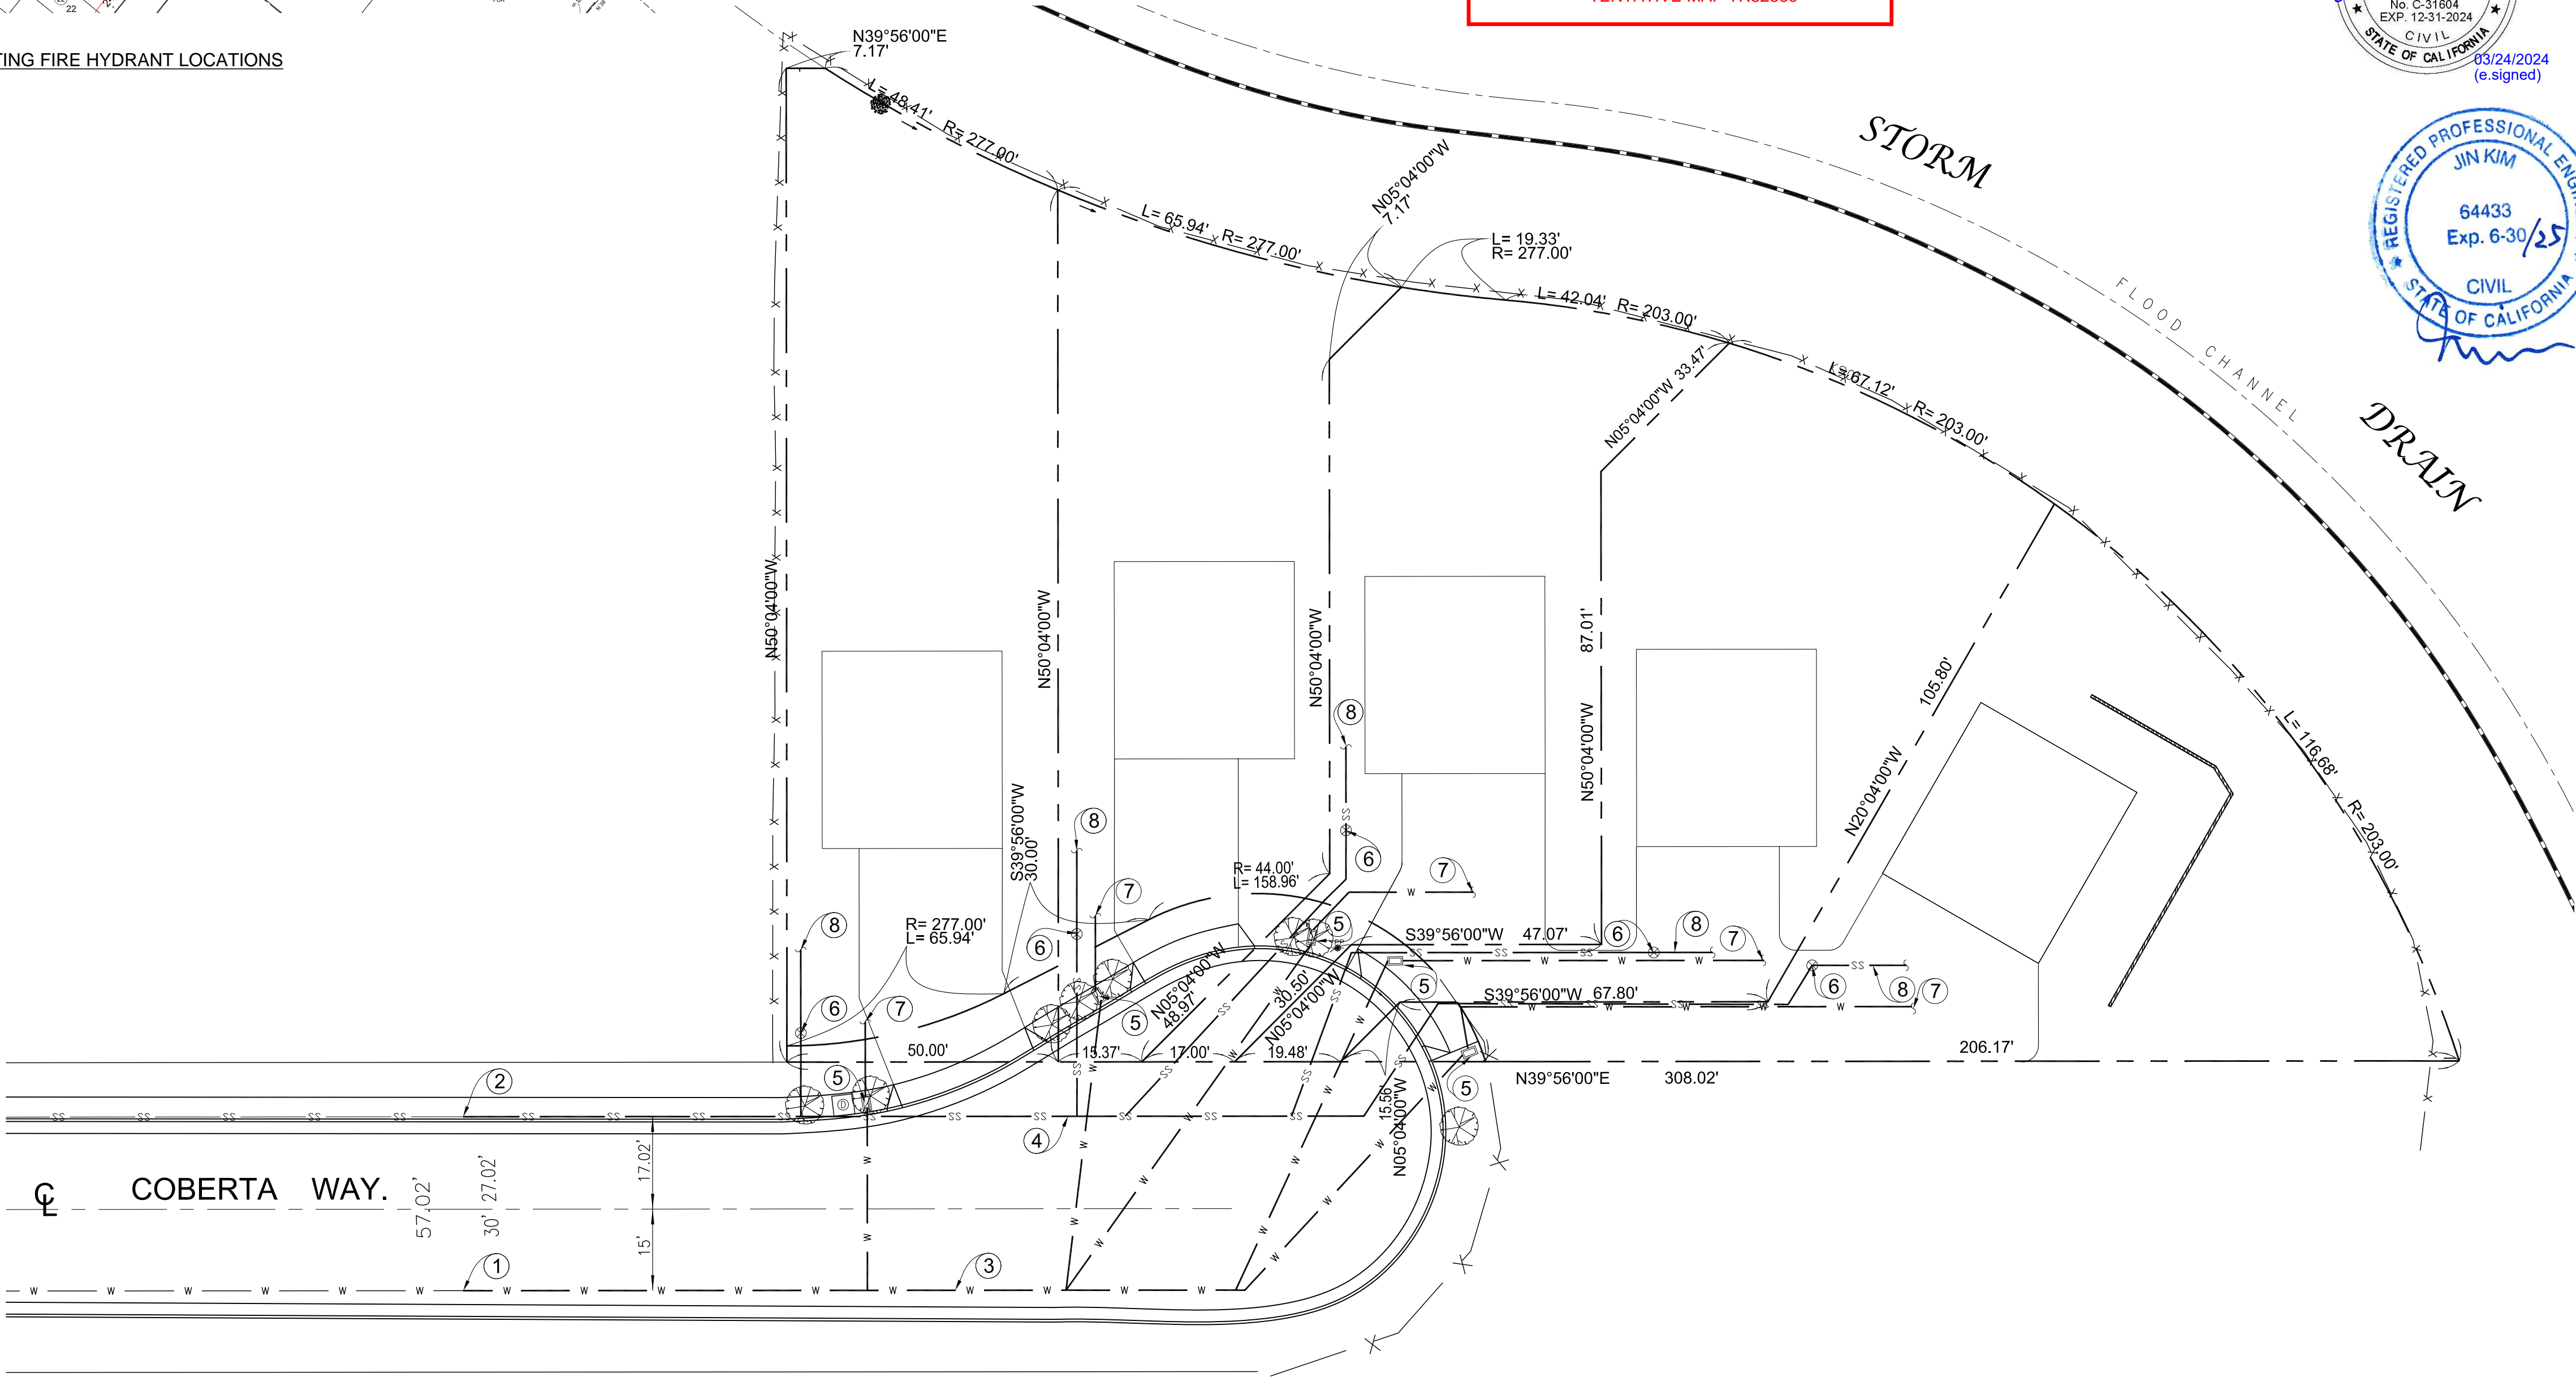 22
TING FIRE HYDRANT LOCATIONS
No. C-31604
EXP. 12-31-2024
CIVIL
STATE OF CALIFORNIA
03/24/2024
(e.signed)
REGISTERED PROFESSIONAL ENGI
JIN KIM
64433
Exp. 6-30/25
CIVIL
STATE OF CALIFORNIA
N39°56'00"E
7.17'
L= 48.41' R= 277.00'
L= 65.94' R= 277.00'
N05°04'00"W
7.17'
L= 19.33'
R= 277.00'
L= 42.04' R= 203.00'
L= 67.12' R= 203.00'
L= 116.68' R= 203.00'
STORM
DRAIN
FLOOD CHANNEL
N05°04'00"W 33.47'
N50°04'00"W
N50°04'00"W
N50°04'00"W
N50°04'00"W 87.01'
N20°04'00"W 105.80'
S39°56'00"W
30.00'
R= 44.00'
L= 158.96'
R= 277.00'
L= 65.94'
8
8
8
8
8
7
7
7
7
7
6
6
6
6
6
5
5
5
5
5
S39°56'00"W 47.07'
S39°56'00"W 67.80'
N05°04'00"W
48.97'
30.50'
N05°04'00"W
50.00'
15.37'
17.00'
19.48'
15.56'
N05°04'00"W
206.17'
N39°56'00"E 308.02'
2
4
17.02'
15'
CL COBERTA WAY.
57.02'
30' 27.02'
1
3